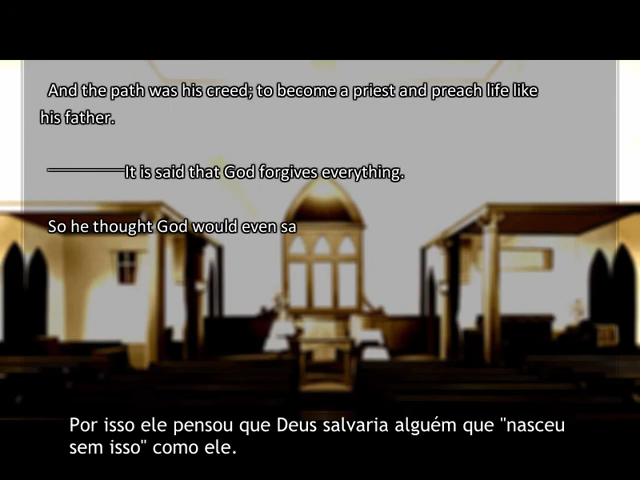 And the path was his creed; to become a priest and preach life like
his father.
————It is said that God forgives everything.
So he thought God would even sa
Por isso ele pensou que Deus salvaria alguém que "nasceu
sem isso" como ele.